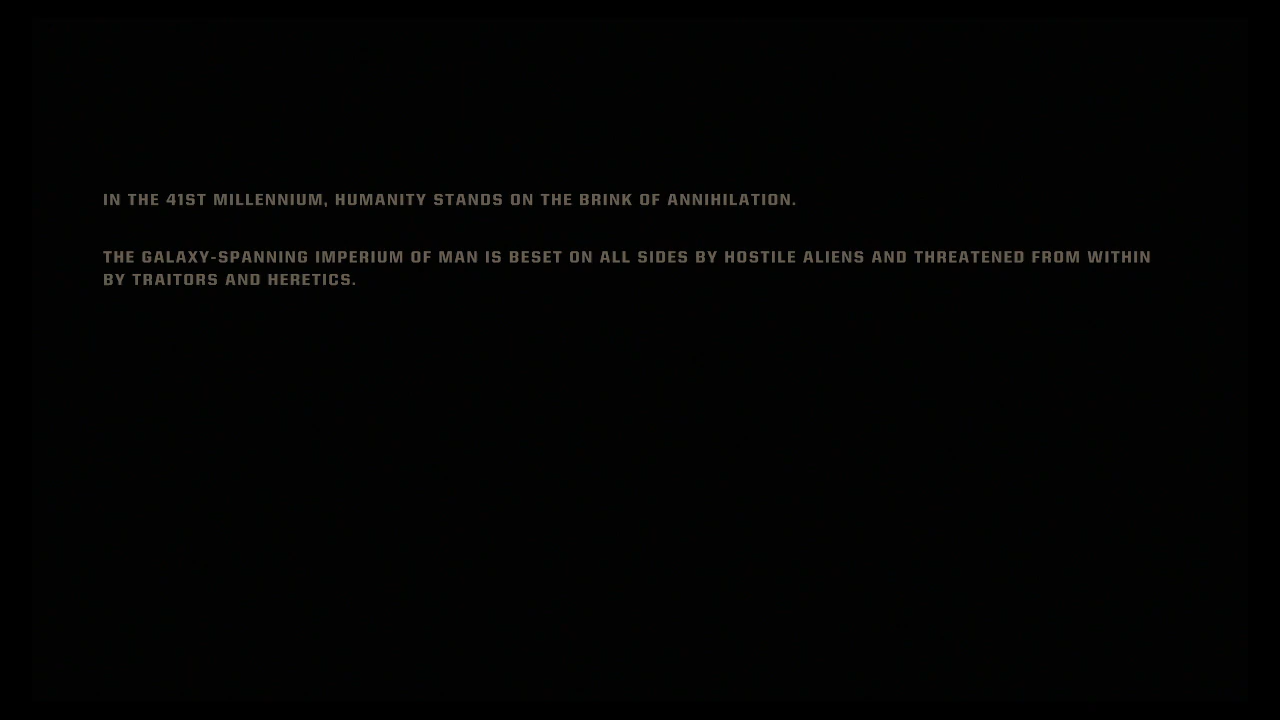 IN THE 41ST MILLENNIUM, HUMANITY STANDS ON THE BRINK OF ANNIHILATION.
THE GALAXY-SPANNING IMPERIUM OF MAN IS BESET ON ALL SIDES BY HOSTILE ALIENS AND THREATENED FROM WITHIN
BY TRAITORS AND HERETICS.